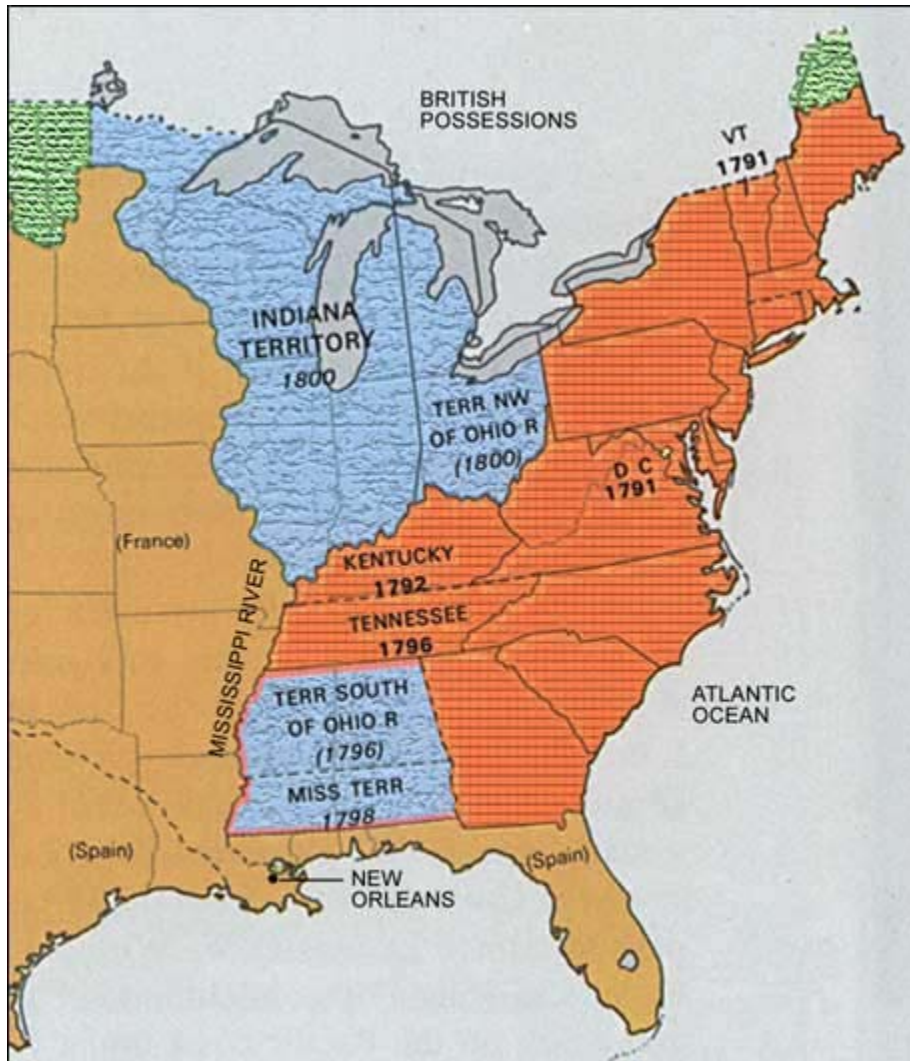 BRITISH
POSSESSIONS
VT
1791
INDIANA
TERRITORY
1800
TERR NW
OF OHIO R
(1800)
D C
1791
(France)
KENTUCKY
1792
MISSISSIPPI RIVER
TENNESSEE
1796
TERR SOUTH
OF OHIO R
(1796)
ATLANTIC
OCEAN
MISS TERR
1798
(Spain)
(Spain)
NEW
ORLEANS